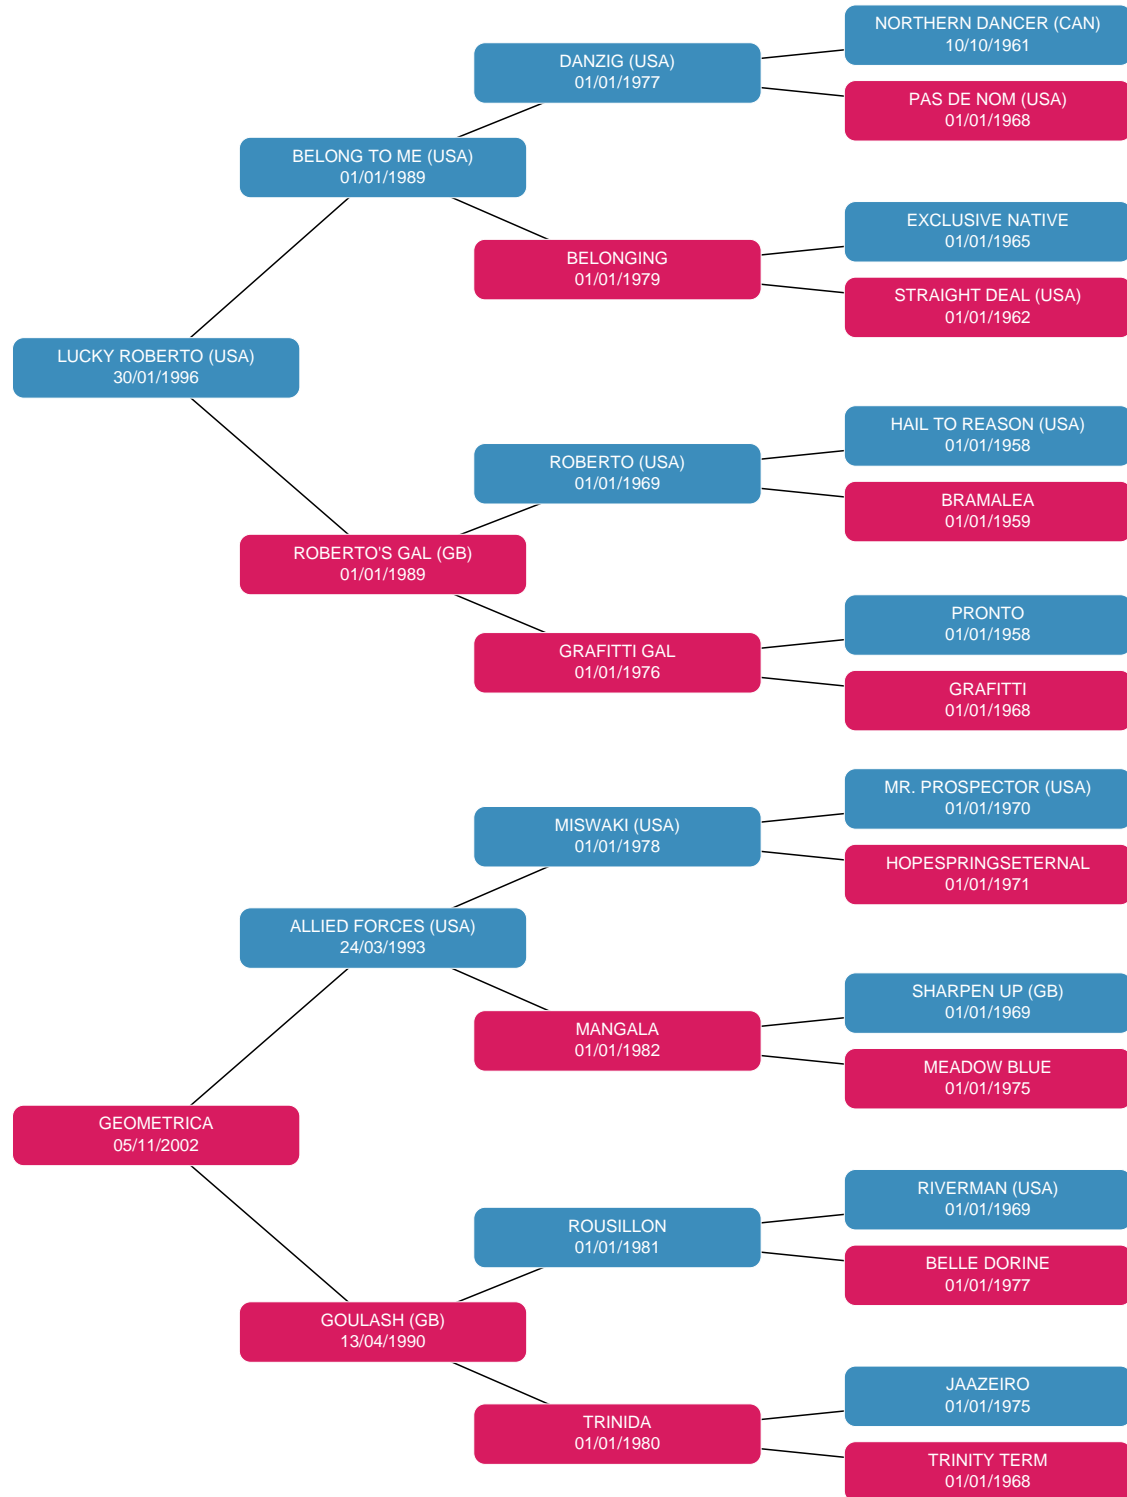 NORTHERN DANCER (CAN)
10/10/1961
DANZIG (USA)
01/01/1977
PAS DE NOM (USA)
01/01/1968
BELONG TO ME (USA)
01/01/1989
EXCLUSIVE NATIVE
01/01/1965
BELONGING
01/01/1979
STRAIGHT DEAL (USA)
01/01/1962
LUCKY ROBERTO (USA)
30/01/1996
HAIL TO REASON (USA)
01/01/1958
ROBERTO (USA)
01/01/1969
BRAMALEA
01/01/1959
ROBERTO'S GAL (GB)
01/01/1989
PRONTO
01/01/1958
GRAFITTI GAL
01/01/1976
GRAFITTI
01/01/1968
MR. PROSPECTOR (USA)
01/01/1970
MISWAKI (USA)
01/01/1978
HOPESPRINGSETERNAL
01/01/1971
ALLIED FORCES (USA)
24/03/1993
SHARPEN UP (GB)
01/01/1969
MANGALA
01/01/1982
MEADOW BLUE
01/01/1975
GEOMETRICA
05/11/2002
RIVERMAN (USA)
01/01/1969
ROUSILLON
01/01/1981
BELLE DORINE
01/01/1977
GOULASH (GB)
13/04/1990
JAAZEIRO
01/01/1975
TRINIDA
01/01/1980
TRINITY TERM
01/01/1968